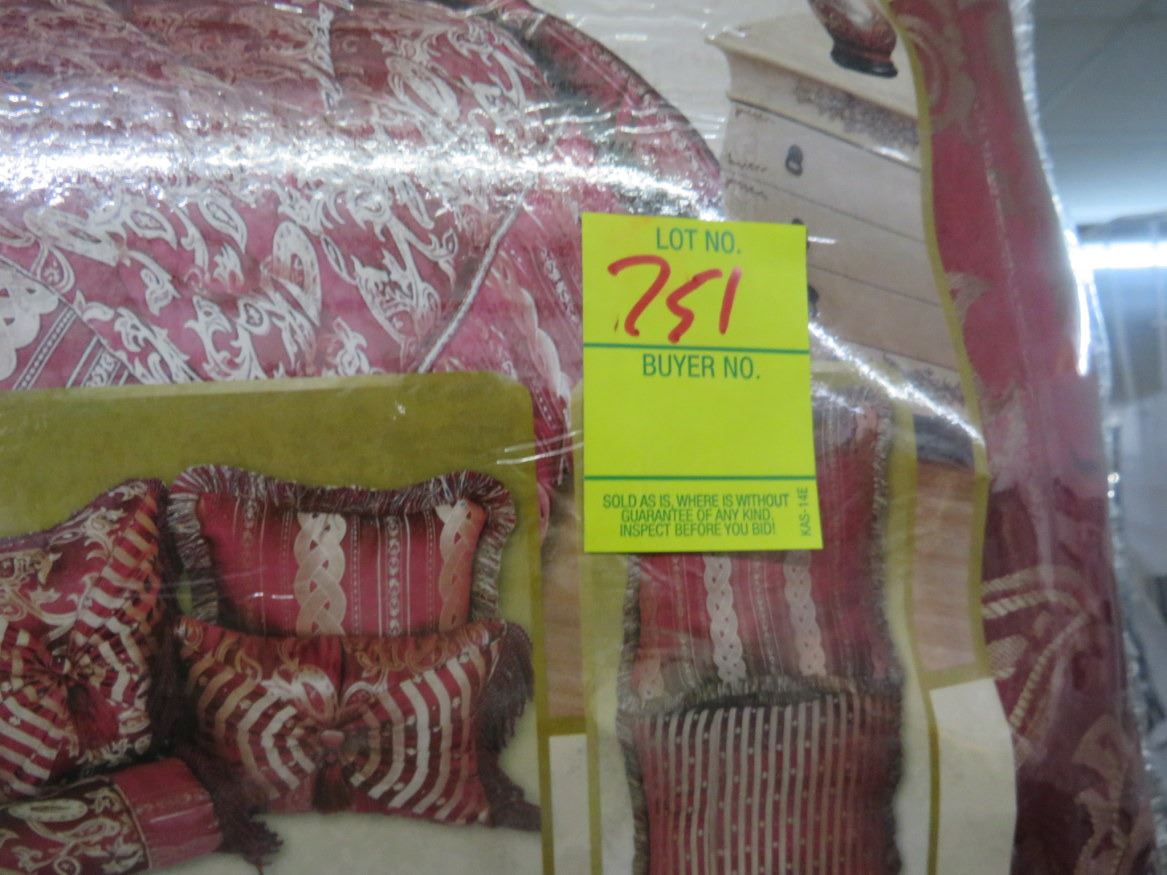 LOT NO.
751
BUYER NO.
SOLD AS IS, WHERE IS WITHOUT
GUARANTEE OF ANY KIND.
INSPECT BEFORE YOU BID!
KAS-14E